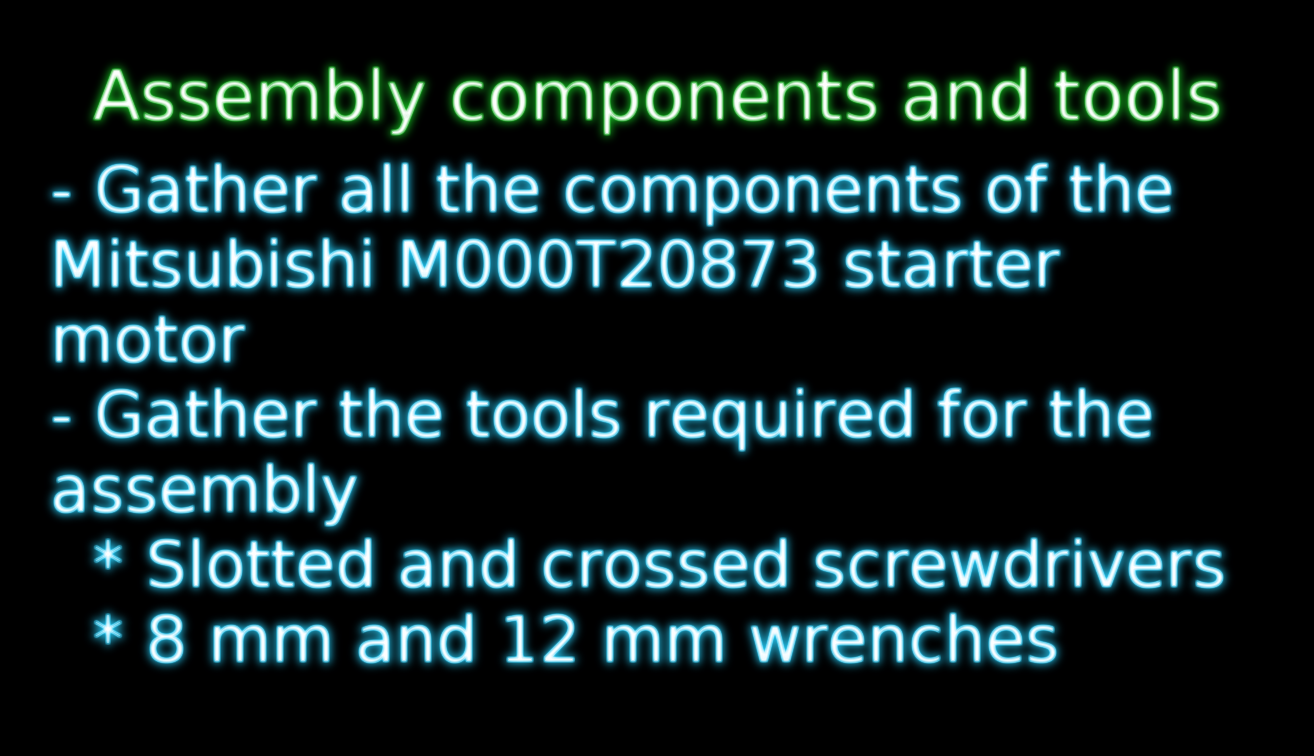 Assembly components and tools
- Gather all the components of the
Mitsubishi M000T20873 starter
motor
- Gather the tools required for the
assembly
* Slotted and crossed screwdrivers
* 8 mm and 12 mm wrenches